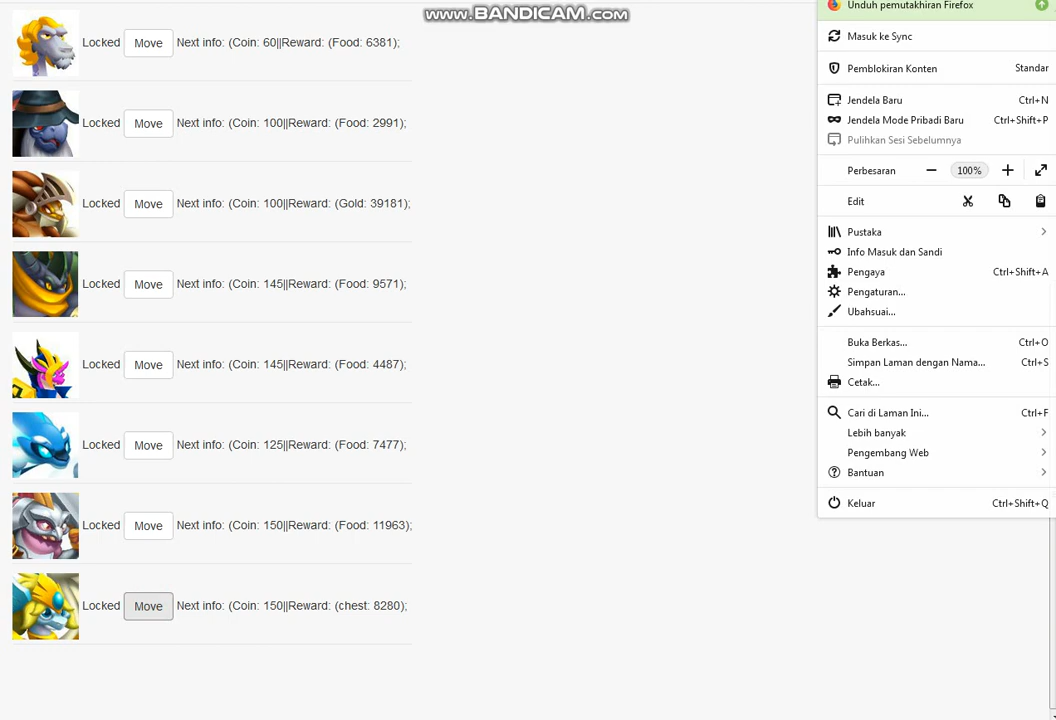 www.BANDICAM.com
Locked Move Next info: (Coin: 60||Reward: (Food: 6381);
Locked Move Next info: (Coin: 100||Reward: (Food: 2991);
Locked Move Next info: (Coin: 100||Reward: (Gold: 39181);
Locked Move Next info: (Coin: 145||Reward: (Food: 9571);
Locked Move Next info: (Coin: 145||Reward: (Food: 4487);
Locked Move Next info: (Coin: 125||Reward: (Food: 7477);
Locked Move Next info: (Coin: 150||Reward: (Food: 11963);
Locked Move Next info: (Coin: 150||Reward: (chest: 8280);
Unduh pemutakhiran Firefox
Masuk ke Sync
Pemblokiran Konten Standar
Jendela Baru Ctrl+N
Jendela Mode Pribadi Baru Ctrl+Shift+P
Pulihkan Sesi Sebelumnya
Perbesaran 100%
Edit
Pustaka
Info Masuk dan Sandi
Pengaya Ctrl+Shift+A
Pengaturan...
Ubahsuai...
Buka Berkas... Ctrl+O
Simpan Laman dengan Nama... Ctrl+S
Cetak...
Cari di Laman Ini... Ctrl+F
Lebih banyak
Pengembang Web
Bantuan
Keluar Ctrl+Shift+Q